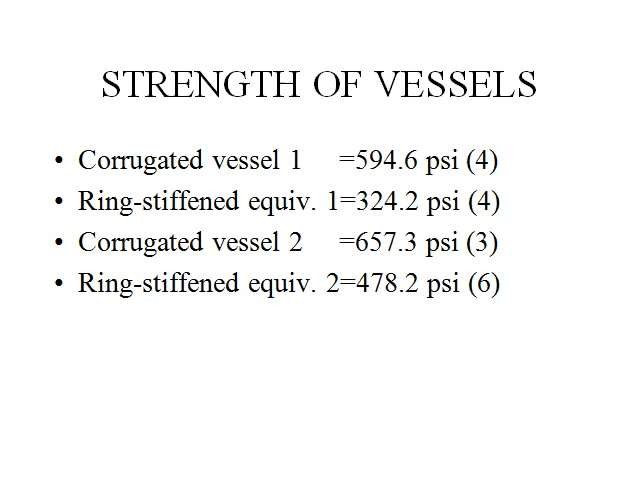 STRENGTH OF VESSELS
• Corrugated vessel 1 =594.6 psi (4)
• Ring-stiffened equiv. 1=324.2 psi (4)
• Corrugated vessel 2 =657.3 psi (3)
• Ring-stiffened equiv. 2=478.2 psi (6)